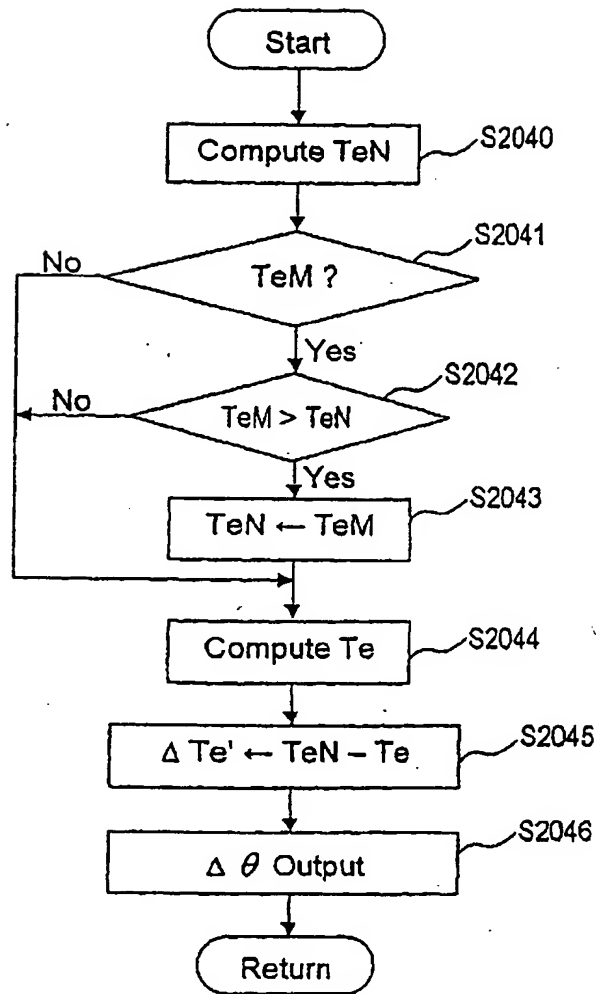 Start
Compute TeN
S2040
S2041
No
TeM ?
Yes
S2042
No
TeM > TeN
Yes
S2043
TeN ← TeM
Compute Te
S2044
Δ Te' ← TeN – Te
S2045
S2046
Δ θ Output
Return